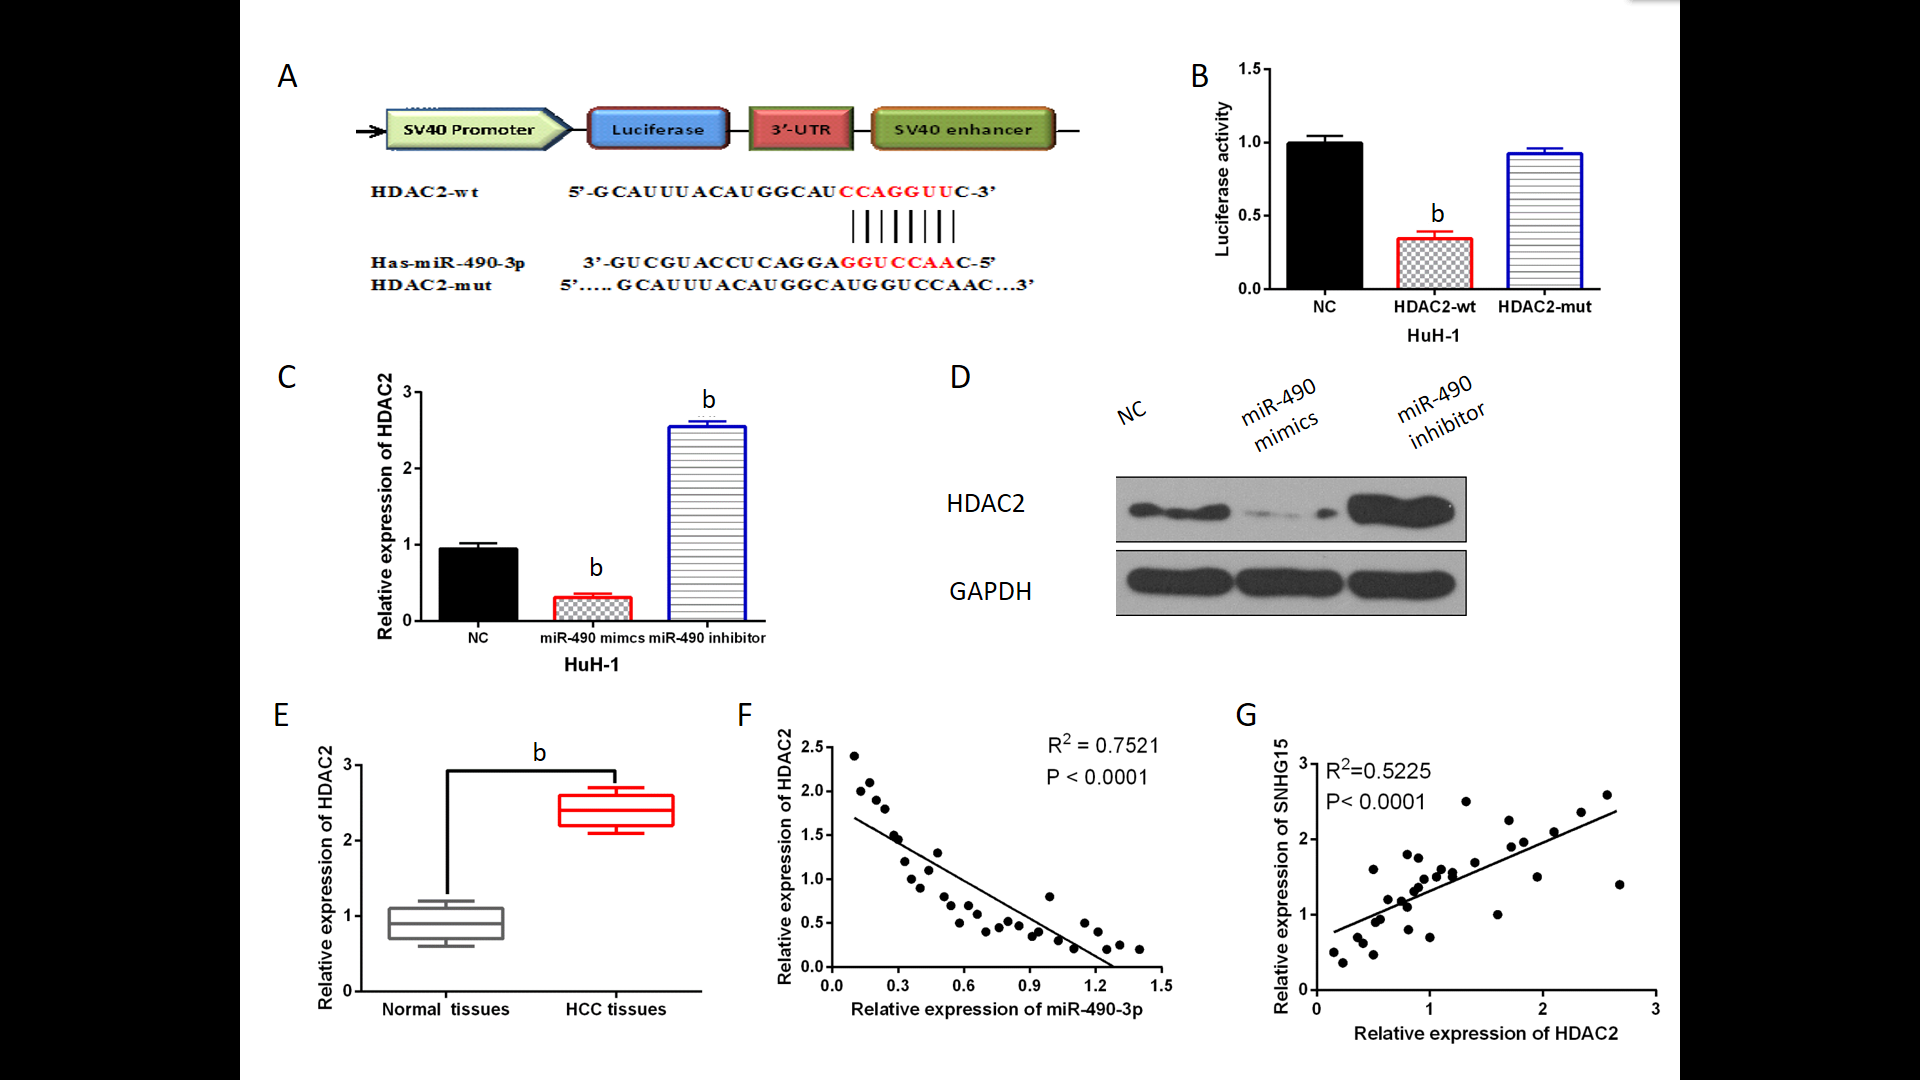 A
SV40 Promoter Luciferase 3'-UTR SV40 enhancer
HDAC2-wt 5'-GCAUUUACAUGGCAUCCAGGUUC-3'
Has-miR-490-3p 3'-GUCGUACCUCAGGAGGUCCAAC-5'
HDAC2-mut 5'..... GCAUUUACAUGGCAUGGUCCAAC...3'
B
Luciferase activity
1.5
1.0
0.5
0.0
b
NC HDAC2-wt HDAC2-mut
HuH-1
C
Relative expression of HDAC2
3
2
1
0
b
b
NC miR-490 mimcs miR-490 inhibitor
HuH-1
D
NC
miR-490
mimics
miR-490
inhibitor
HDAC2
GAPDH
E
Relative expression of HDAC2
3
2
1
0
b
Normal tissues HCC tissues
F
Relative expression of HDAC2
2.5
2.0
1.5
1.0
0.5
0.0
R² = 0.7521
P < 0.0001
0.0 0.3 0.6 0.9 1.2 1.5
Relative expression of miR-490-3p
G
Relative expression of SNHG15
3
2
1
0
R²=0.5225
P< 0.0001
0 1 2 3
Relative expression of HDAC2